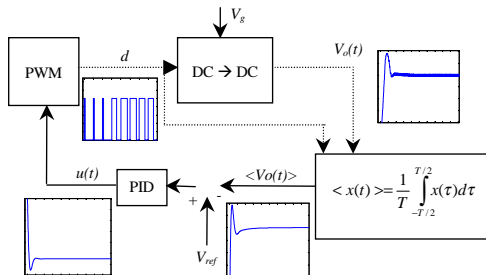 V_g
d
V_o(t)
PWM
DC → DC
u(t)
PID
<Vo(t)>
+
-
V_ref
< x(t) >= 1/T ∫_{-T/2}^{T/2} x(τ)dτ